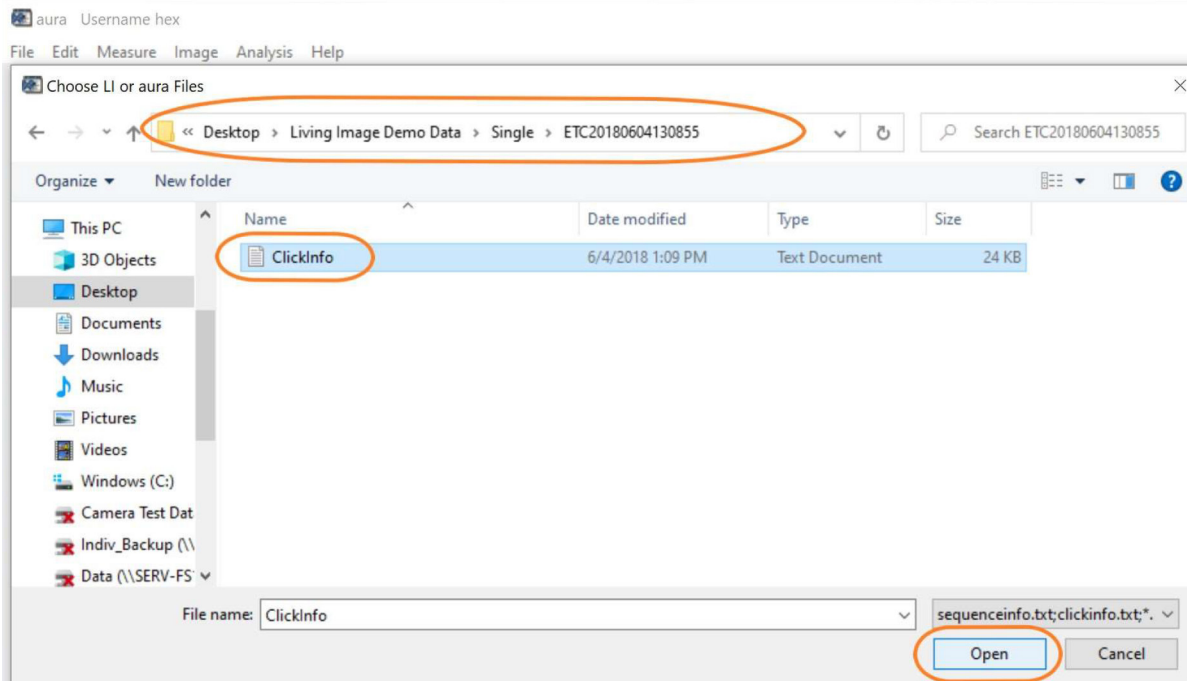 aura Username hex
File Edit Measure Image Analysis Help
Choose LI or aura Files
« Desktop › Living Image Demo Data › Single › ETC20180604130855
Search ETC20180604130855
Organize New folder
Name Date modified Type Size
This PC
ClickInfo 6/4/2018 1:09 PM Text Document 24 KB
3D Objects
Desktop
Documents
Downloads
Music
Pictures
Videos
Windows (C:)
Camera Test Dat
Indiv_Backup (\\
Data (\\SERV-FS
File name: ClickInfo sequenceinfo.txt;clickinfo.txt;*.
Open Cancel